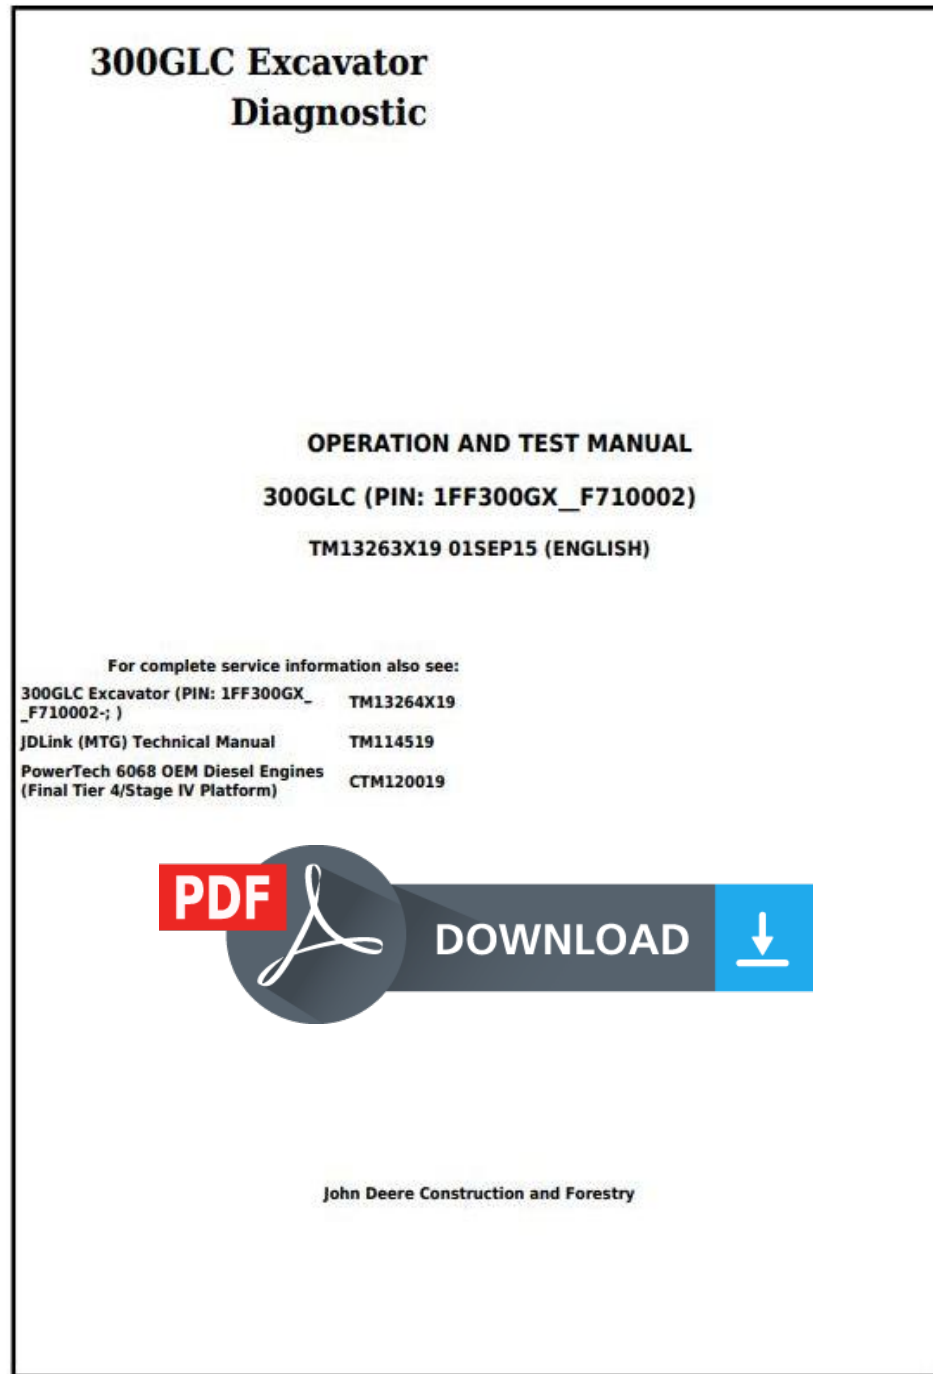 300GLC Excavator
Diagnostic
OPERATION AND TEST MANUAL
300GLC (PIN: 1FF300GX__F710002)
TM13263X19 01SEP15 (ENGLISH)
For complete service information also see:
300GLC Excavator (PIN: 1FF300GX_
_F710002-; ) TM13264X19
JDLink (MTG) Technical Manual TM114519
PowerTech 6068 OEM Diesel Engines
(Final Tier 4/Stage IV Platform) CTM120019
PDF
DOWNLOAD
John Deere Construction and Forestry